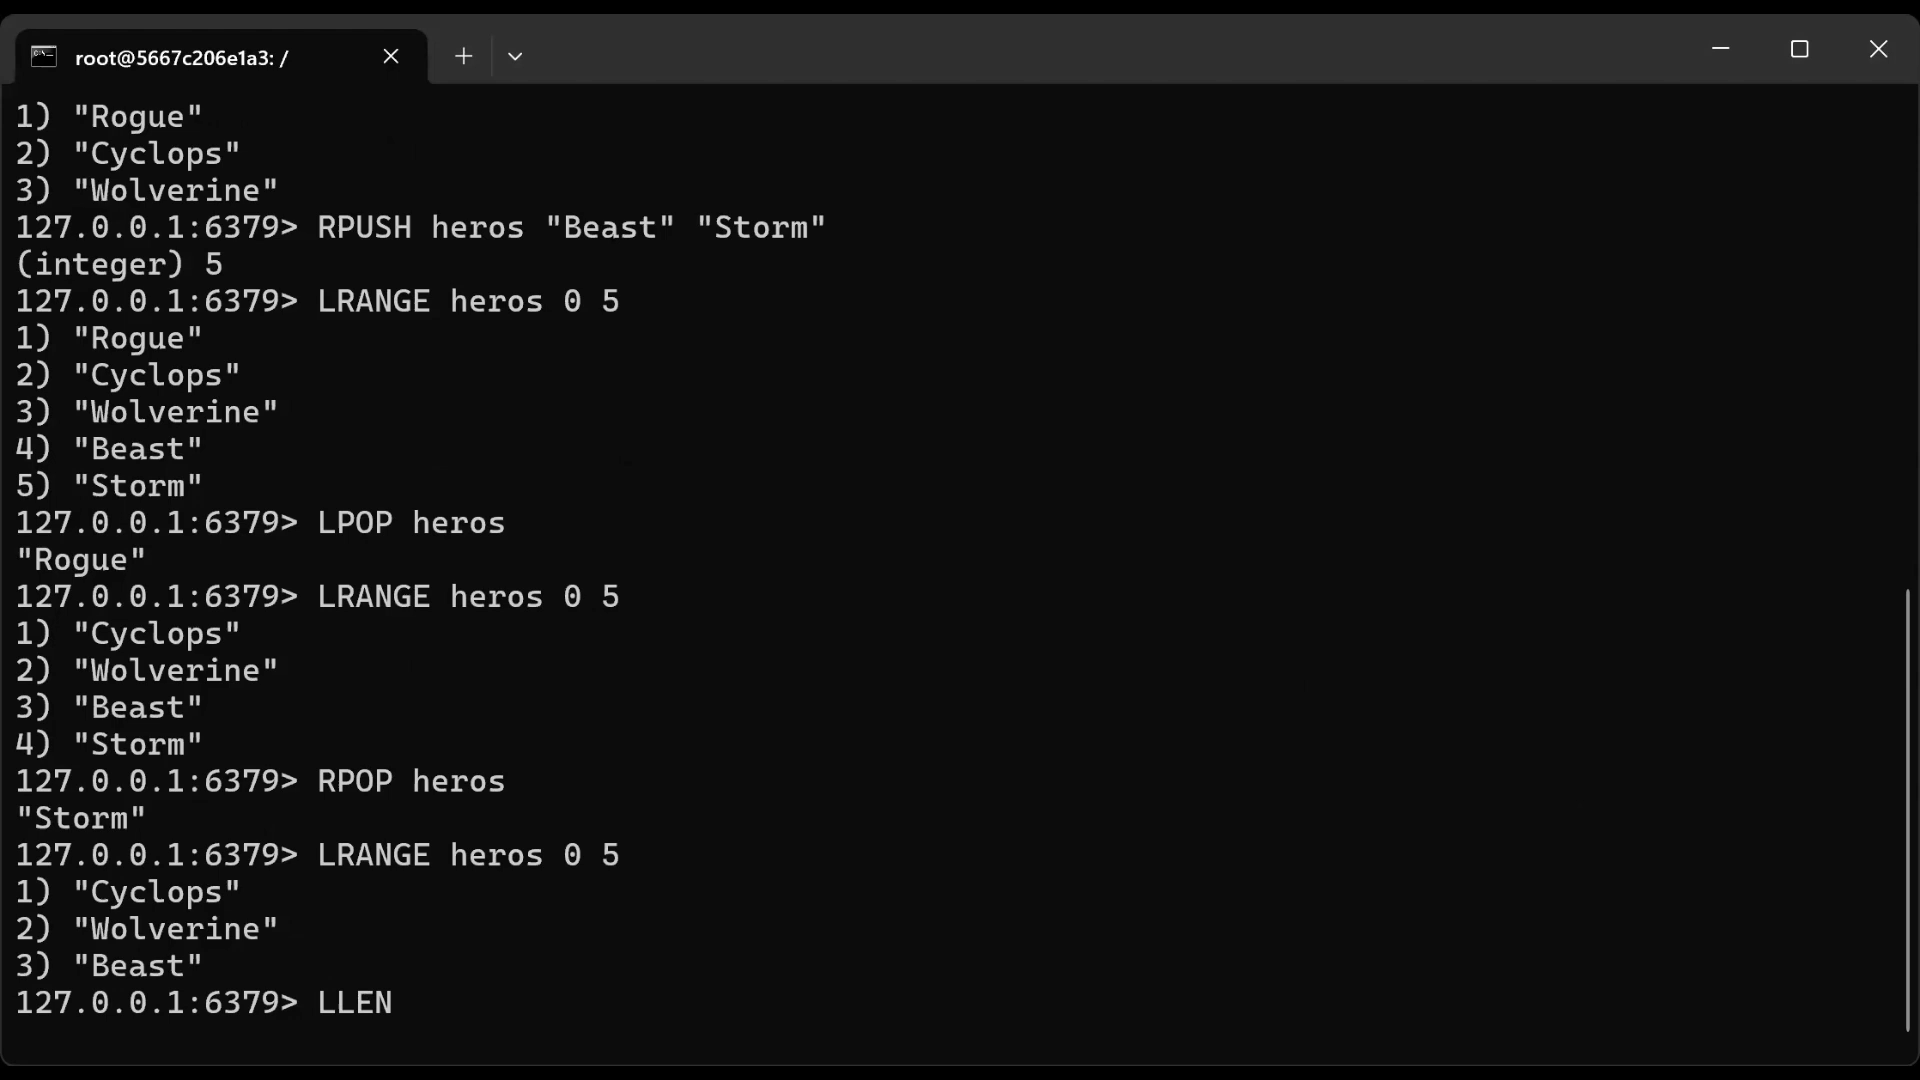 root@5667c206e1a3: /
1) "Rogue"
2) "Cyclops"
3) "Wolverine"
127.0.0.1:6379> RPUSH heros "Beast" "Storm"
(integer) 5
127.0.0.1:6379> LRANGE heros 0 5
1) "Rogue"
2) "Cyclops"
3) "Wolverine"
4) "Beast"
5) "Storm"
127.0.0.1:6379> LPOP heros
"Rogue"
127.0.0.1:6379> LRANGE heros 0 5
1) "Cyclops"
2) "Wolverine"
3) "Beast"
4) "Storm"
127.0.0.1:6379> RPOP heros
"Storm"
127.0.0.1:6379> LRANGE heros 0 5
1) "Cyclops"
2) "Wolverine"
3) "Beast"
127.0.0.1:6379> LLEN